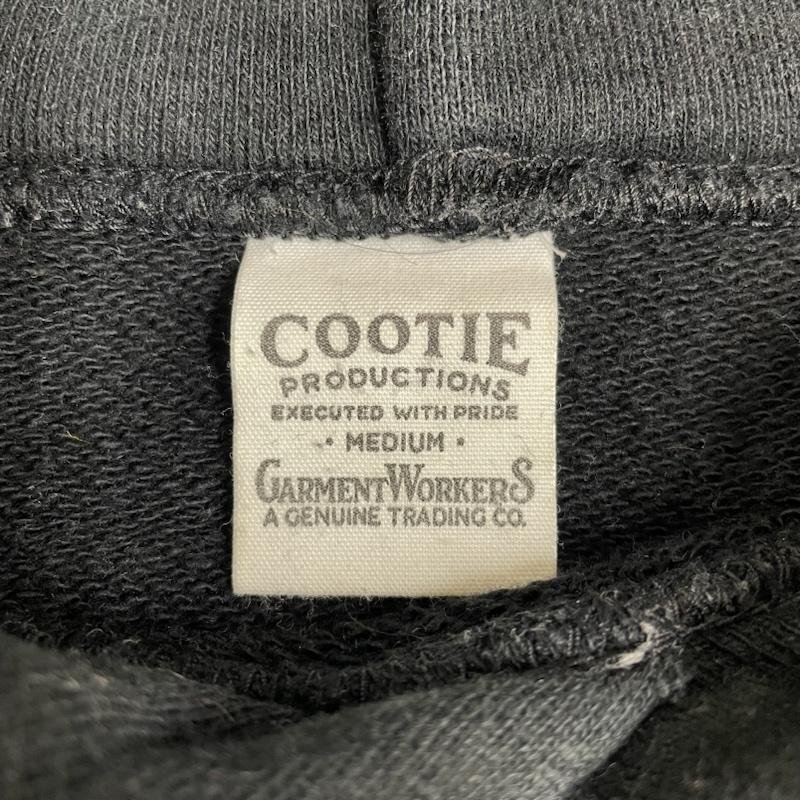 COOTIE
PRODUCTIONS
EXECUTED WITH PRIDE
• MEDIUM •
GARMENTWORKERS
A GENUINE TRADING CO.